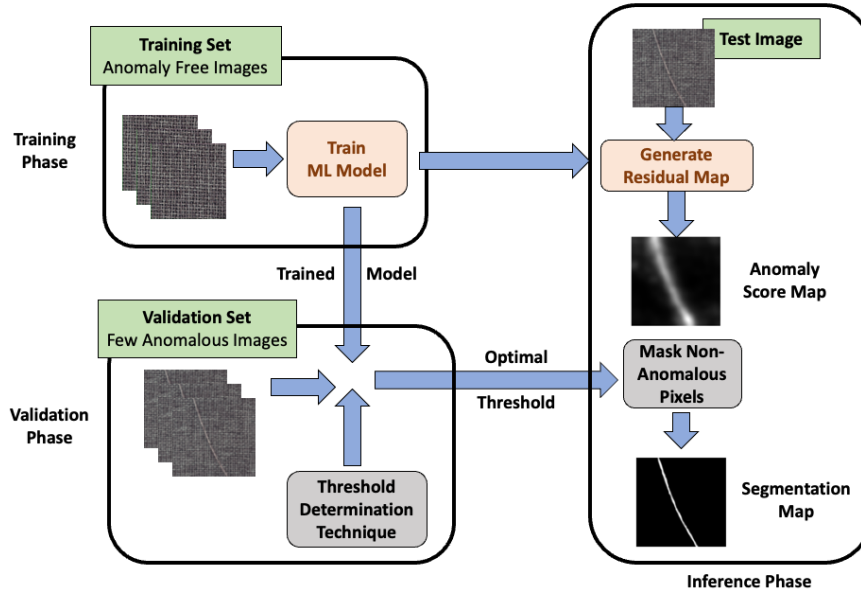 Training Set
Anomaly Free Images
Training
Phase
Train
ML Model
Trained
Model
Validation Set
Few Anomalous Images
Validation
Phase
Threshold
Determination
Technique
Optimal
Threshold
Test Image
Generate
Residual Map
Anomaly
Score Map
Mask Non-
Anomalous
Pixels
Segmentation
Map
Inference Phase